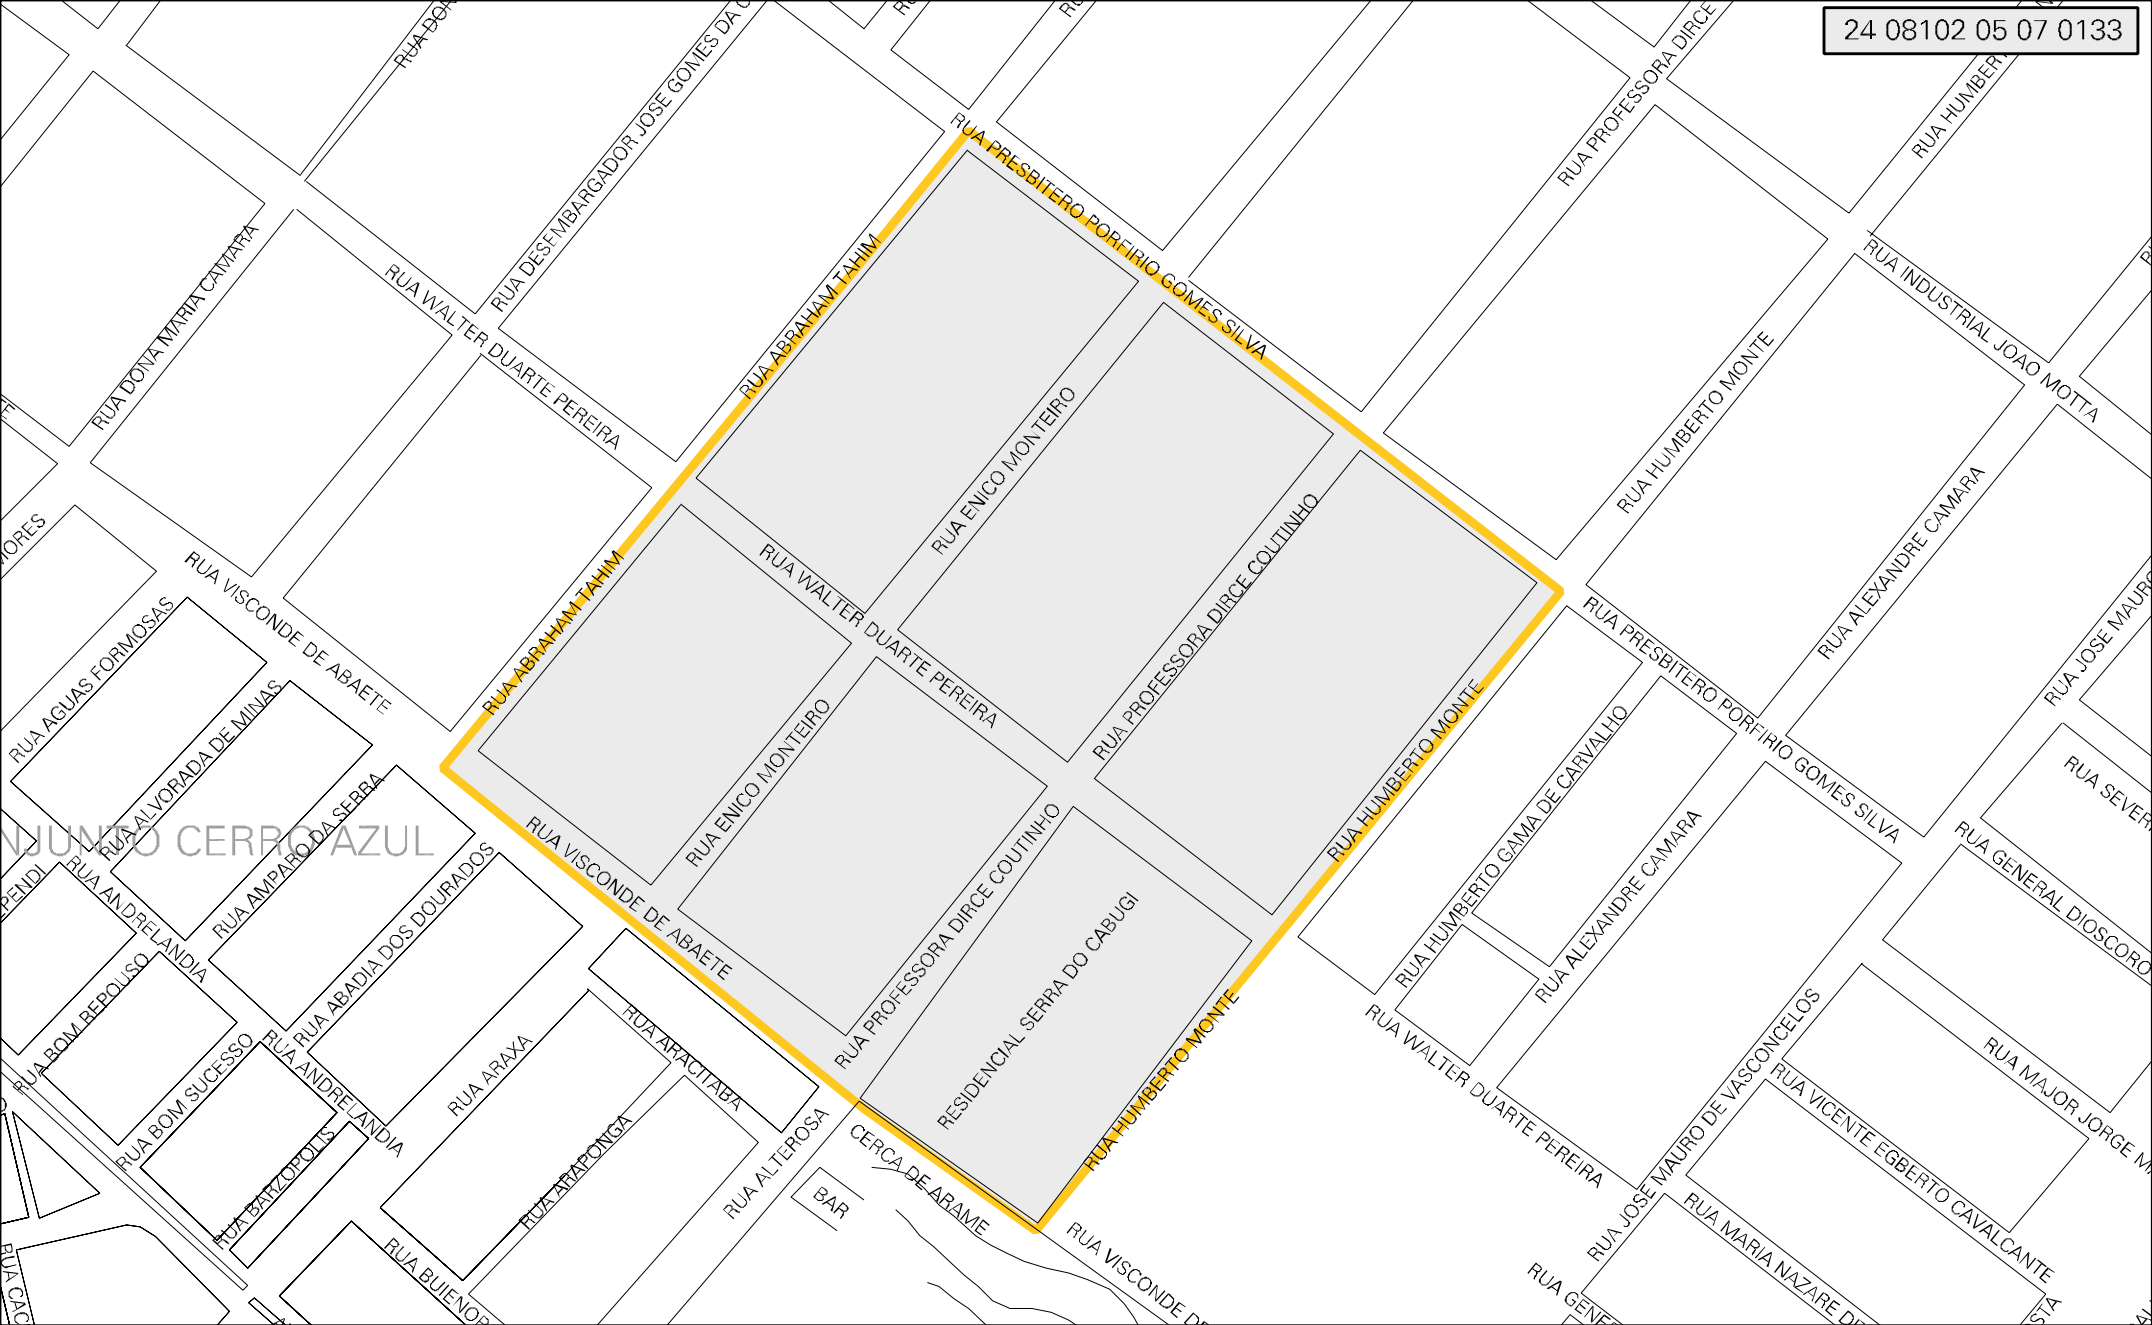 24 08102 05 07 0133
RUA PROFESSORA DIRCE
RUA DESEMBARGADOR JOSE GOMES DA
RUA PRESBITERO PORFIRIO GOMES SILVA
RUA DONA MARIA CAMARA
RUA WALTER DUARTE PEREIRA
RUA ABRAHAM TAHIM
RUA INDUSTRIAL JOAO MOTTA
RUA HUMBERTO MONTE
RUA ENICO MONTEIRO
RUA PROFESSORA DIRCE COUTINHO
RUA ALEXANDRE CAMARA
RUA JOSE MAURO
RUA VISCONDE DE ABAETE
RUA ABRAHAM TAHIM
RUA WALTER DUARTE PEREIRA
RUA AGUAS FORMOSAS
RUA ALVORADA DE MINAS
RUA PRESBITERO PORFIRIO GOMES SILVA
RUA HUMBERTO MONTE
RUA ENICO MONTEIRO
RUA HUMBERTO GAMA DE CARVALHO
RUA AMPARO DA SERRA
NJUNTO CERRO AZUL
RUA ALEXANDRE CAMARA
RUA VISCONDE DE ABAETE
RUA PROFESSORA DIRCE COUTINHO
RUA GENERAL DIOSCORO
RUA ANDRELANDIA
RUA ABADIA DOS DOURADOS
RESIDENCIAL SERRA DO CABUGI
RUA BOM REPOUSO
RUA BOM SUCESSO
RUA ANDRELANDIA
RUA ARAXA
RUA ARACITABA
RUA HUMBERTO MONTE
RUA WALTER DUARTE PEREIRA
RUA JOSE MAURO DE VASCONCELOS
RUA MAJOR JORGE
RUA VICENTE EGBERTO CAVALCANTE
RUA BARZOPOLIS
RUA ARAPONGA
RUA ALTEROSA
CERCA DE ARAME
BAR
RUA MARIA NAZARE
RUA BUENOP
RUA VISCONDE